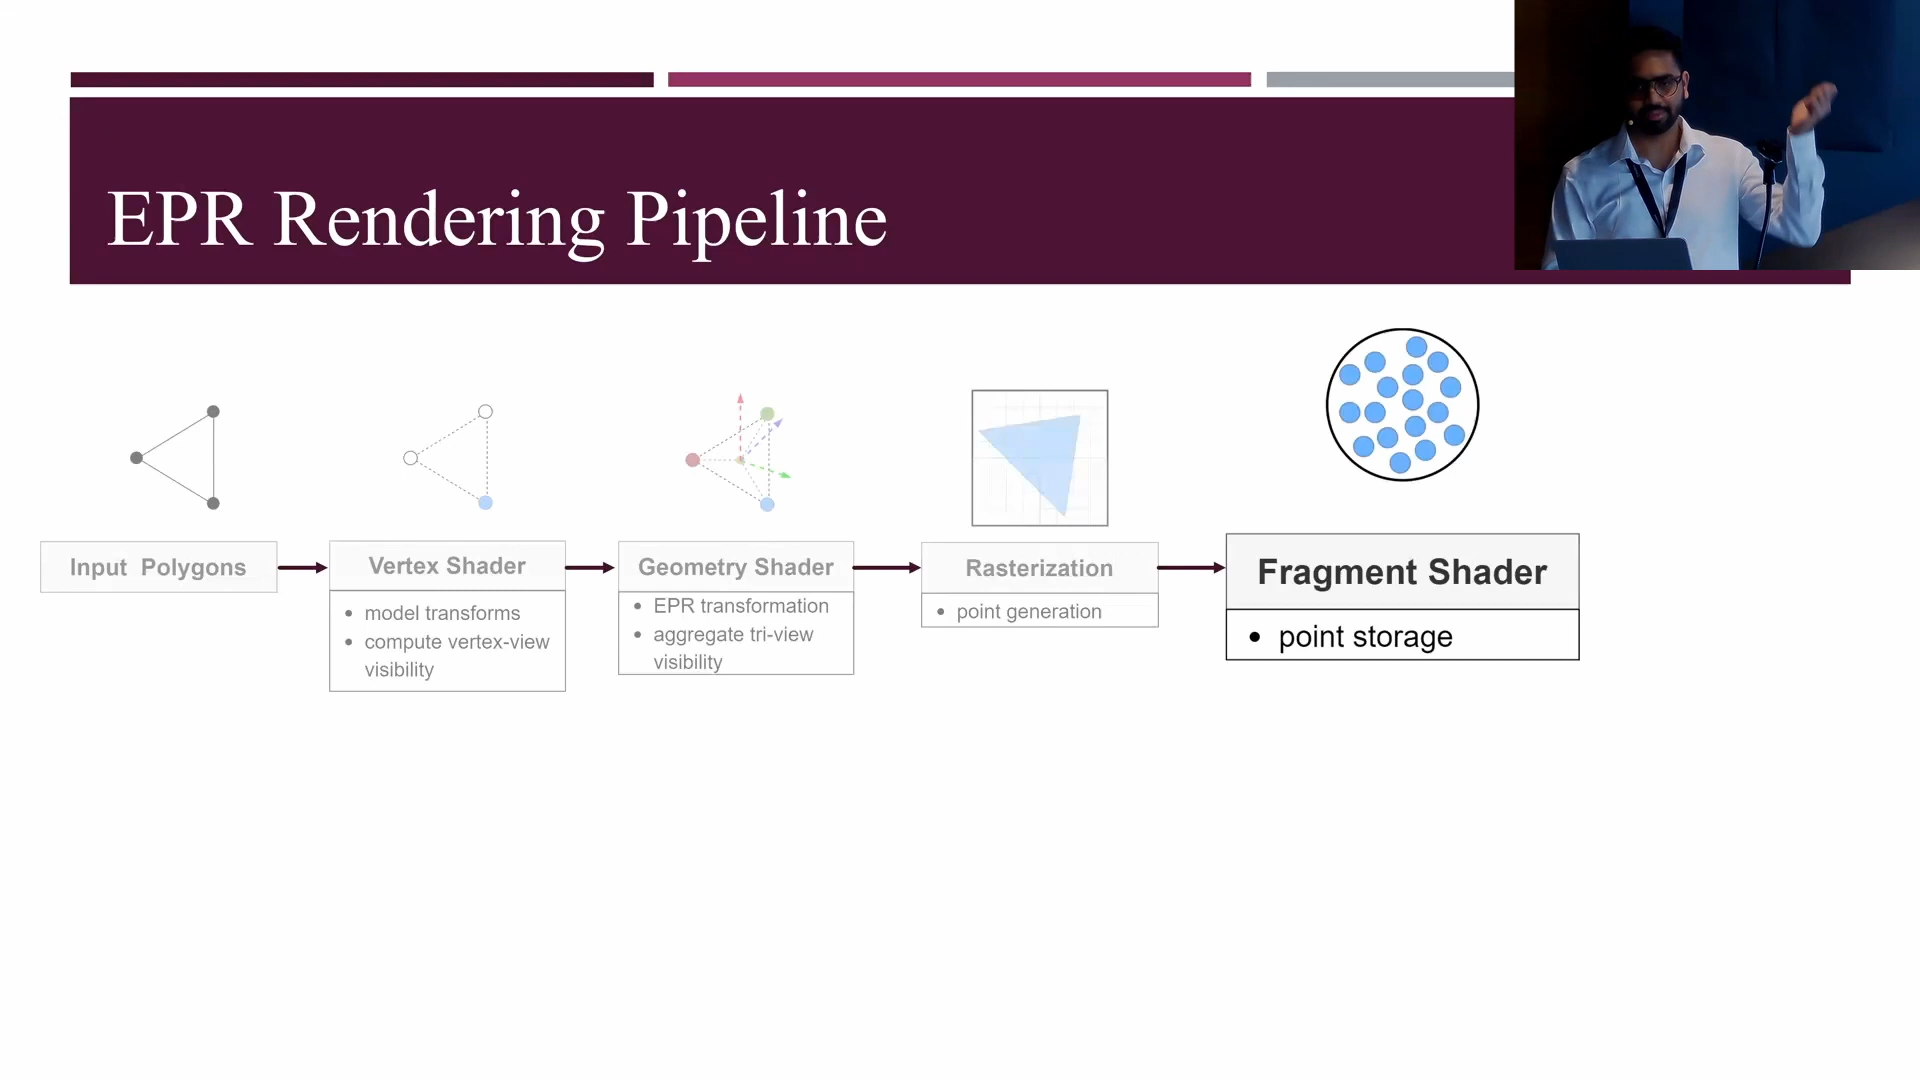 EPR Rendering Pipeline
Input Polygons
Vertex Shader
• model transforms
• compute vertex-view
visibility
Geometry Shader
• EPR transformation
• aggregate tri-view
visibility
Rasterization
• point generation
Fragment Shader
• point storage